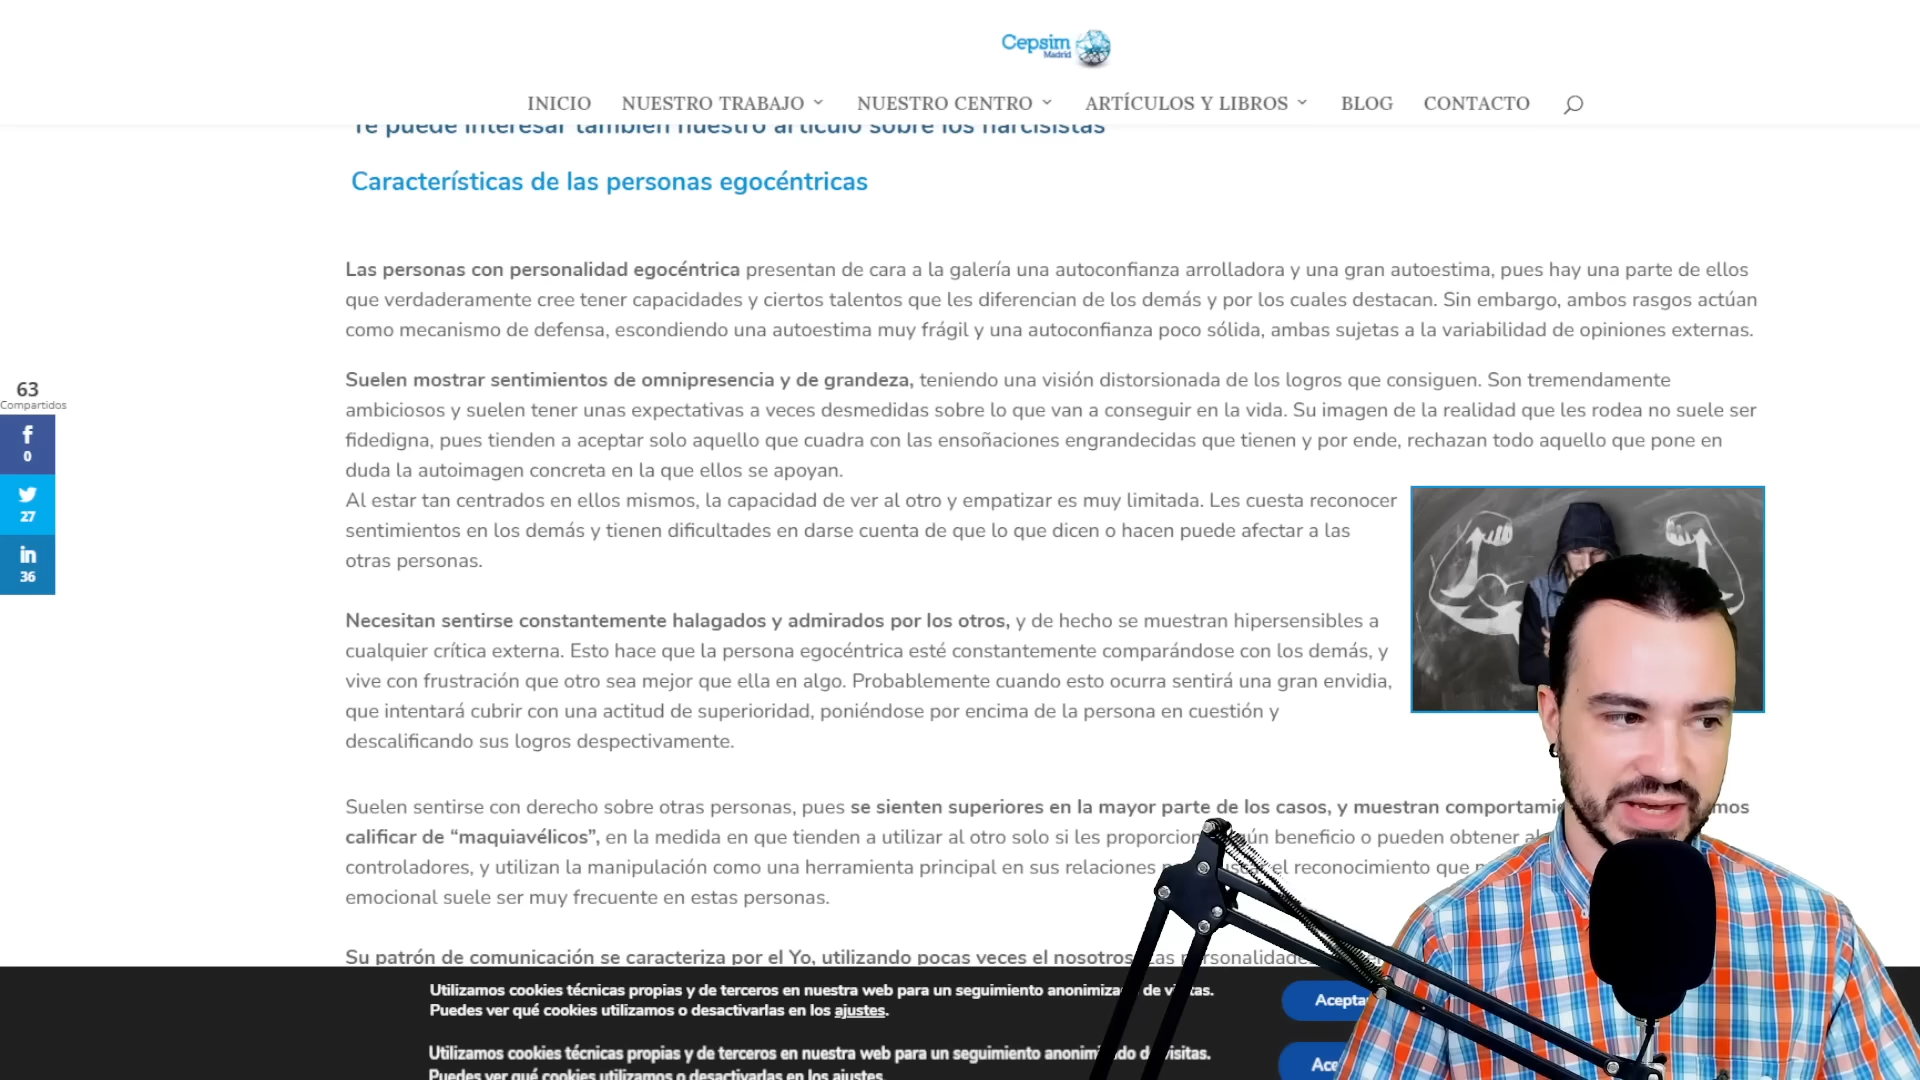 Cepsim
Madrid
INICIO NUESTRO TRABAJO NUESTRO CENTRO ARTÍCULOS Y LIBROS BLOG CONTACTO
Te puede interesar también nuestro artículo sobre los narcisistas
Características de las personas egocéntricas
Las personas con personalidad egocéntrica presentan de cara a la galería una autoconfianza arrolladora y una gran autoestima, pues hay una parte de ellos
que verdaderamente cree tener capacidades y ciertos talentos que les diferencian de los demás y por los cuales destacan. Sin embargo, ambos rasgos actúan
como mecanismo de defensa, escondiendo una autoestima muy frágil y una autoconfianza poco sólida, ambas sujetas a la variabilidad de opiniones externas.
Suelen mostrar sentimientos de omnipresencia y de grandeza, teniendo una visión distorsionada de los logros que consiguen. Son tremendamente
ambiciosos y suelen tener unas expectativas a veces desmedidas sobre lo que van a conseguir en la vida. Su imagen de la realidad que les rodea no suele ser
fidedigna, pues tienden a aceptar solo aquello que cuadra con las ensoñaciones engrandecidas que tienen y por ende, rechazan todo aquello que pone en
duda la autoimagen concreta en la que ellos se apoyan.
Al estar tan centrados en ellos mismos, la capacidad de ver al otro y empatizar es muy limitada. Les cuesta reconocer
sentimientos en los demás y tienen dificultades en darse cuenta de que lo que dicen o hacen puede afectar a las
otras personas.
Necesitan sentirse constantemente halagados y admirados por los otros, y de hecho se muestran hipersensibles a
cualquier crítica externa. Esto hace que la persona egocéntrica esté constantemente comparándose con los demás, y
vive con frustración que otro sea mejor que ella en algo. Probablemente cuando esto ocurra sentirá una gran envidia,
que intentará cubrir con una actitud de superioridad, poniéndose por encima de la persona en cuestión y
descalificando sus logros despectivamente.
Suelen sentirse con derecho sobre otras personas, pues se sienten superiores en la mayor parte de los casos, y muestran
calificar de “maquiavélicos”, en la medida en que tienden a utilizar al otro solo si les beneficio o pueden obtener
controladores, y utilizan la manipulación como una herramienta principal en sus relaciones el reconocimiento que
emocional suele ser muy frecuente en estas personas.
Su patrón de comunicación se caracteriza por el Yo, utilizando pocas veces el nosotros.
63
Compartidos
f
0
27
in
36
Utilizamos cookies técnicas propias y de terceros en nuestra web para un seguimiento de
Puedes ver qué cookies utilizamos o desactivarlas en los ajustes.
Utilizamos cookies técnicas propias y de terceros en nuestra web para un seguimiento visitas.
Puedes ver qué cookies utilizamos o desactivarlas en los ajustes.